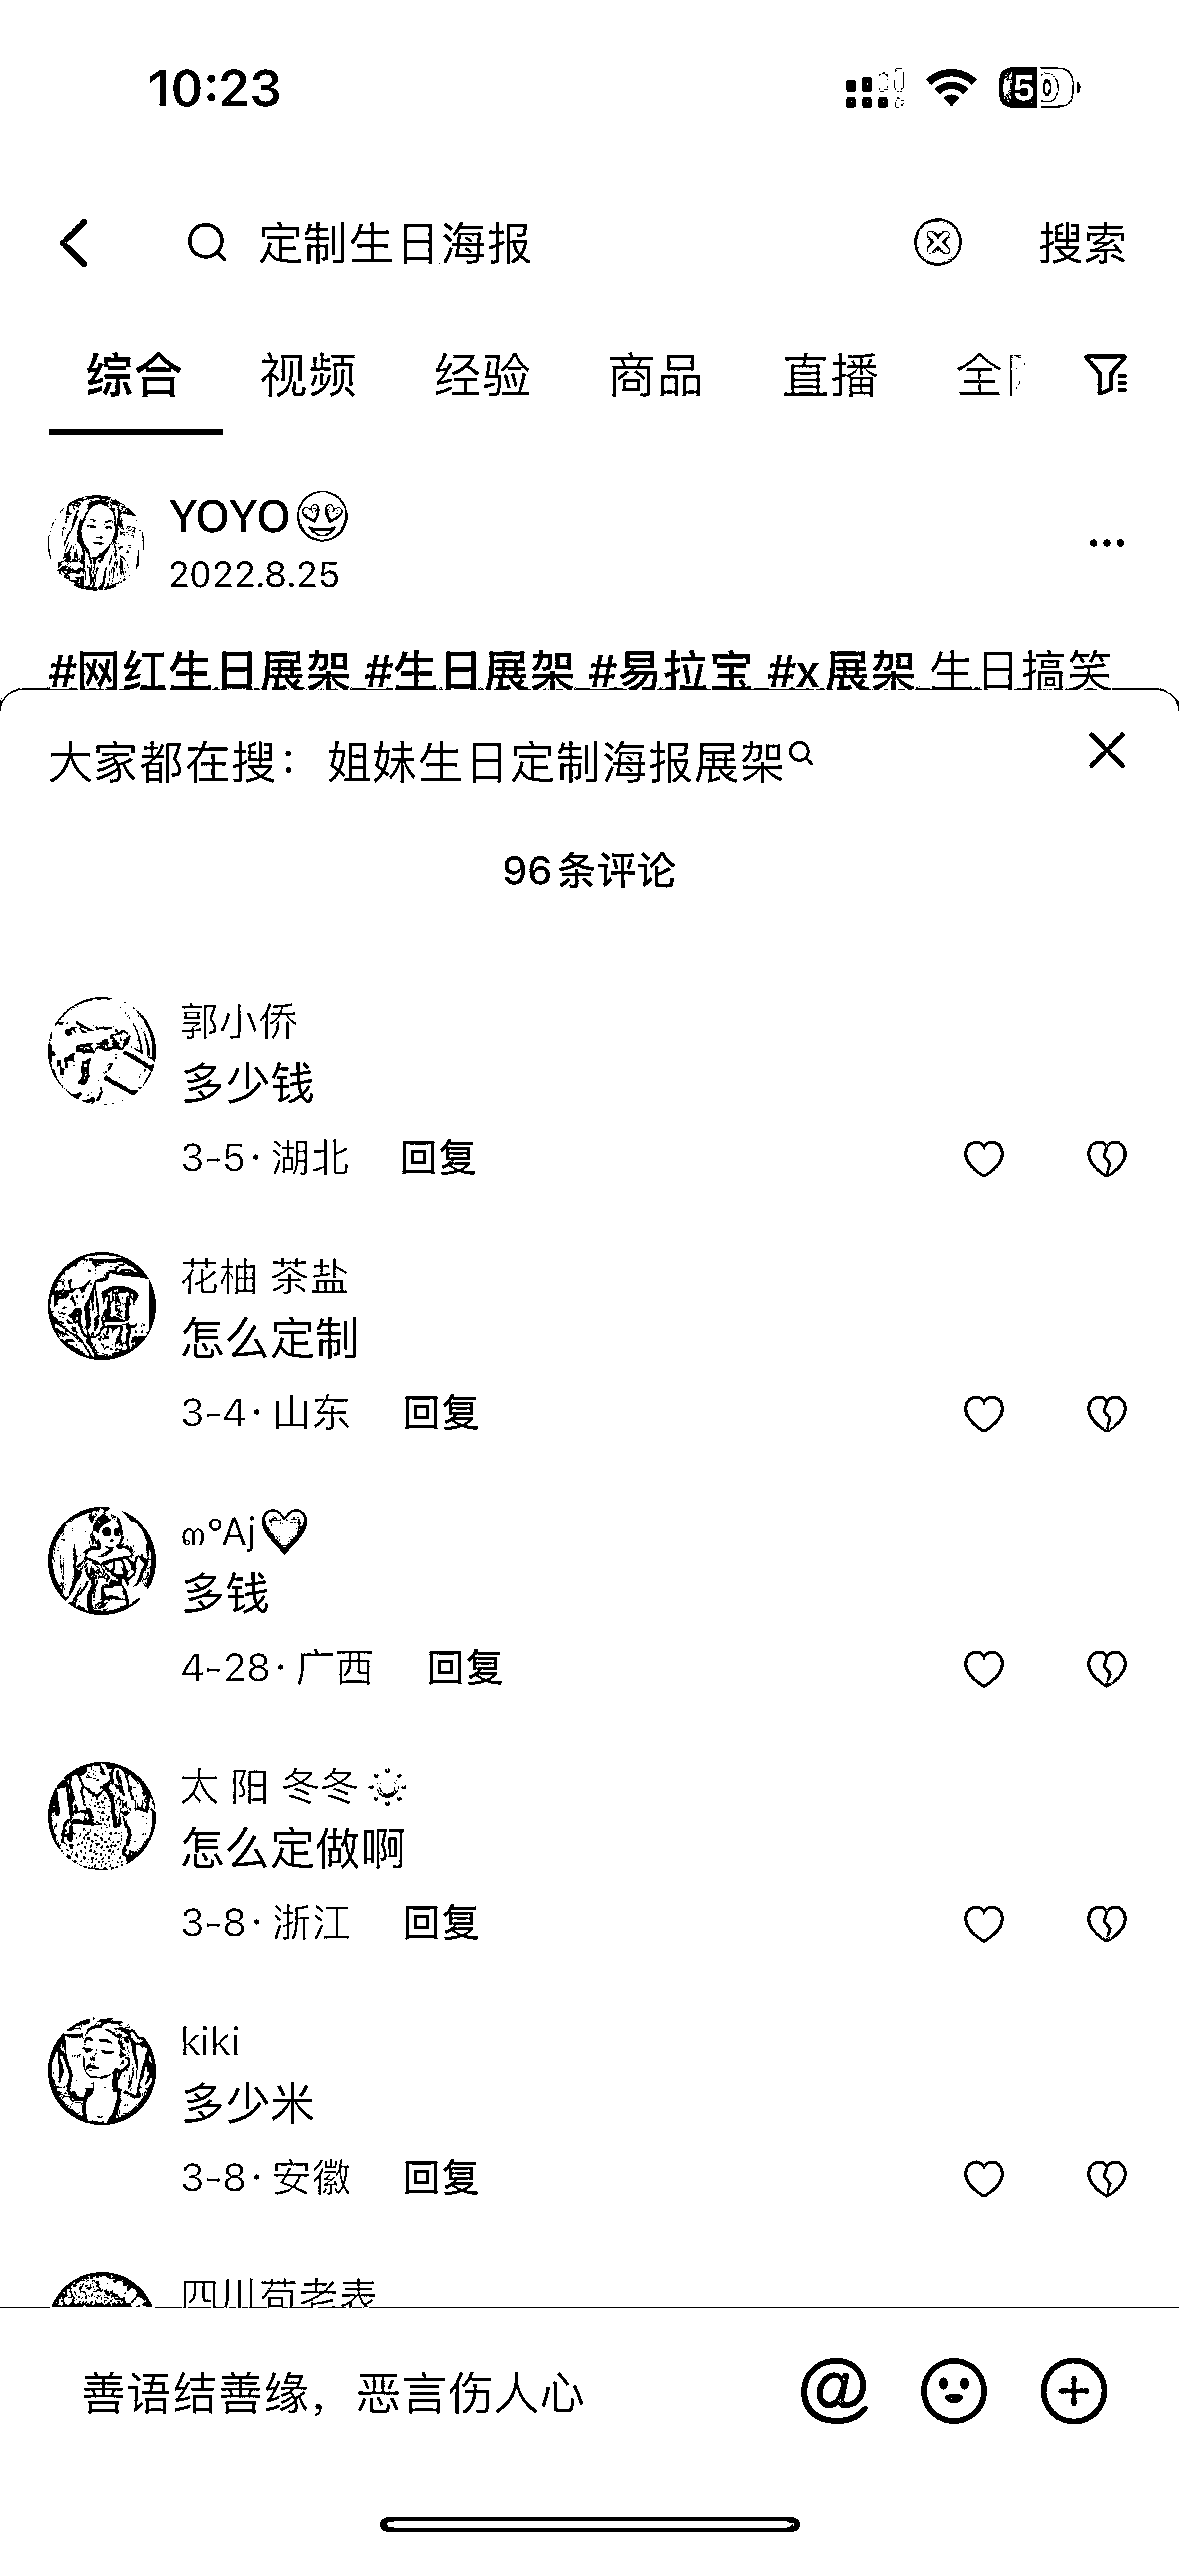 10:23
50
定制生日海报
搜索
综合 视频 经验 商品 直播 全
YOYO😍
2022.8.25
#网红生日展架 #生日展架 #易拉宝 #x展架 生日搞笑
大家都在搜：姐妹生日定制海报展架
96条评论
郭小侨
多少钱
3-5·湖北 回复
花柚 茶盐
怎么定制
3-4·山东 回复
ო°Aj
多钱
4-28·广西 回复
太 阳 冬冬
怎么定做啊
3-8·浙江 回复
kiki
多少米
3-8·安徽 回复
四川苟老表
善语结善缘，恶言伤人心